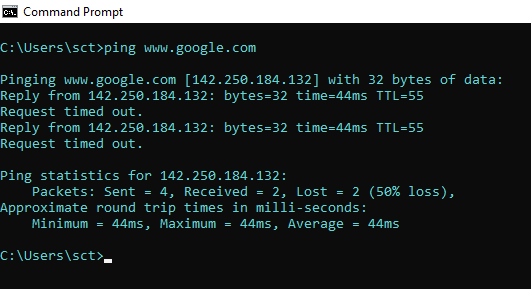 Command Prompt
C:\Users\sct>ping www.google.com
Pinging www.google.com [142.250.184.132] with 32 bytes of data:
Reply from 142.250.184.132: bytes=32 time=44ms TTL=55
Request timed out.
Reply from 142.250.184.132: bytes=32 time=44ms TTL=55
Request timed out.
Ping statistics for 142.250.184.132:
    Packets: Sent = 4, Received = 2, Lost = 2 (50% loss),
Approximate round trip times in milli-seconds:
    Minimum = 44ms, Maximum = 44ms, Average = 44ms
C:\Users\sct>